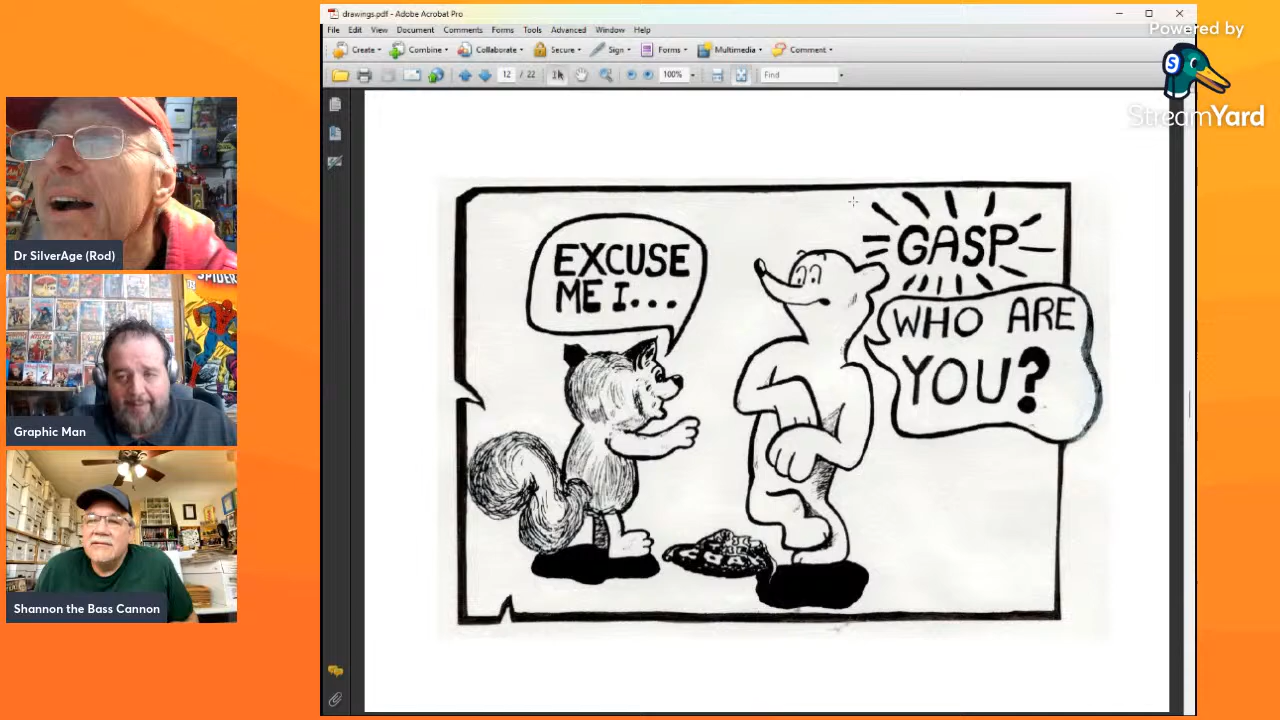 drawings.pdf - Adobe Acrobat Pro
File Edit View Document Comments Forms Tools Advanced Window Help
Create Combine Collaborate Secure Sign Forms Multimedia Comment
12 / 22 100% Find
Powered by
S
StreamYard
EXCUSE
ME I...
GASP
WHO ARE
YOU?
Dr SilverAge (Rod)
SPIDER
Graphic Man
Shannon the Bass Cannon